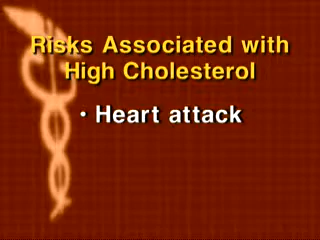 Risks Associated with
High Cholesterol
• Heart attack